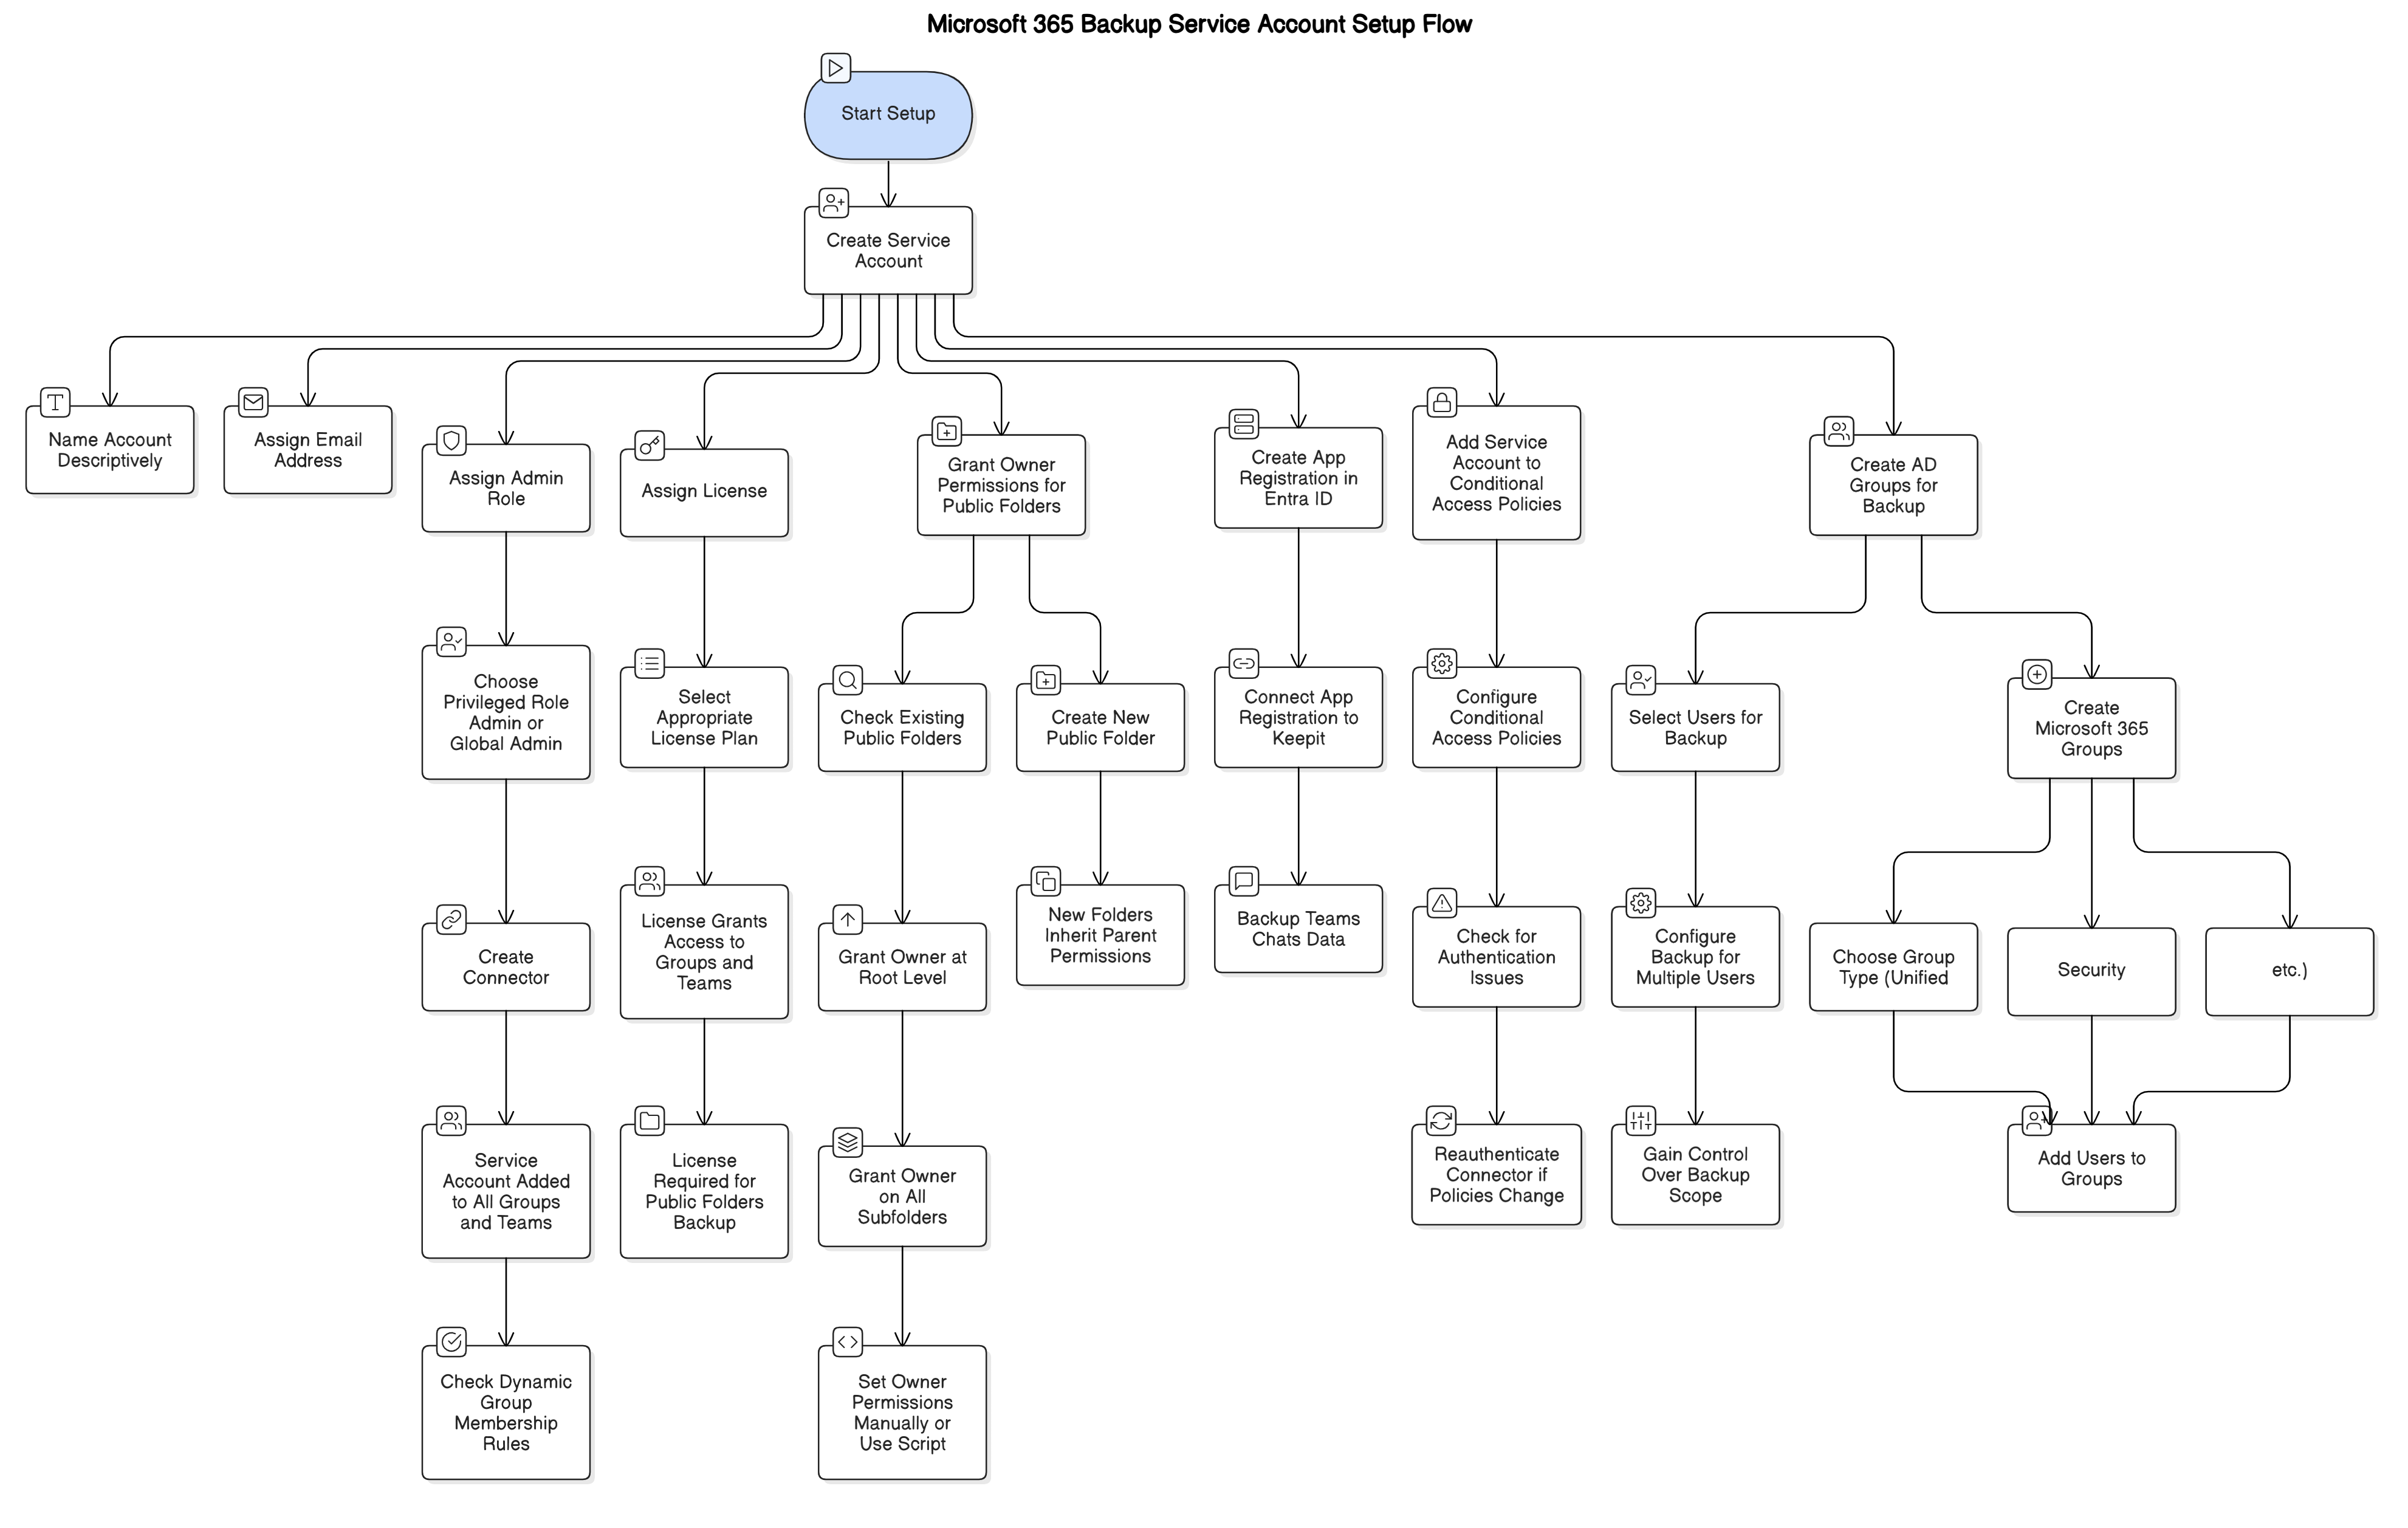 Microsoft 365 Backup Service Account Setup Flow
Start Setup
Create Service
Account
Name Account
Descriptively
Assign Email
Address
Assign Admin
Role
Assign License
Grant Owner
Permissions for
Public Folders
Create App
Registration in
Entra ID
Add Service
Account to
Conditional
Access Policies
Create AD
Groups for
Backup
Choose
Privileged Role
Admin or
Global Admin
Select
Appropriate
License Plan
Check Existing
Public Folders
Create New
Public Folder
Connect App
Registration to
Keepit
Configure
Conditional
Access Policies
Select Users for
Backup
Create
Microsoft 365
Groups
Create
Connector
License Grants
Access to
Groups and
Teams
Grant Owner at
Root Level
New Folders
Inherit Parent
Permissions
Backup Teams
Chats Data
Check for
Authentication
Issues
Configure
Backup for
Multiple Users
Choose Group
Type (Unified
Security
etc.)
Service
Account Added
to All Groups
and Teams
License
Required for
Public Folders
Backup
Grant Owner
on All
Subfolders
Reauthenticate
Connector if
Policies Change
Gain Control
Over Backup
Scope
Add Users to
Groups
Check Dynamic
Group
Membership
Rules
Set Owner
Permissions
Manually or
Use Script